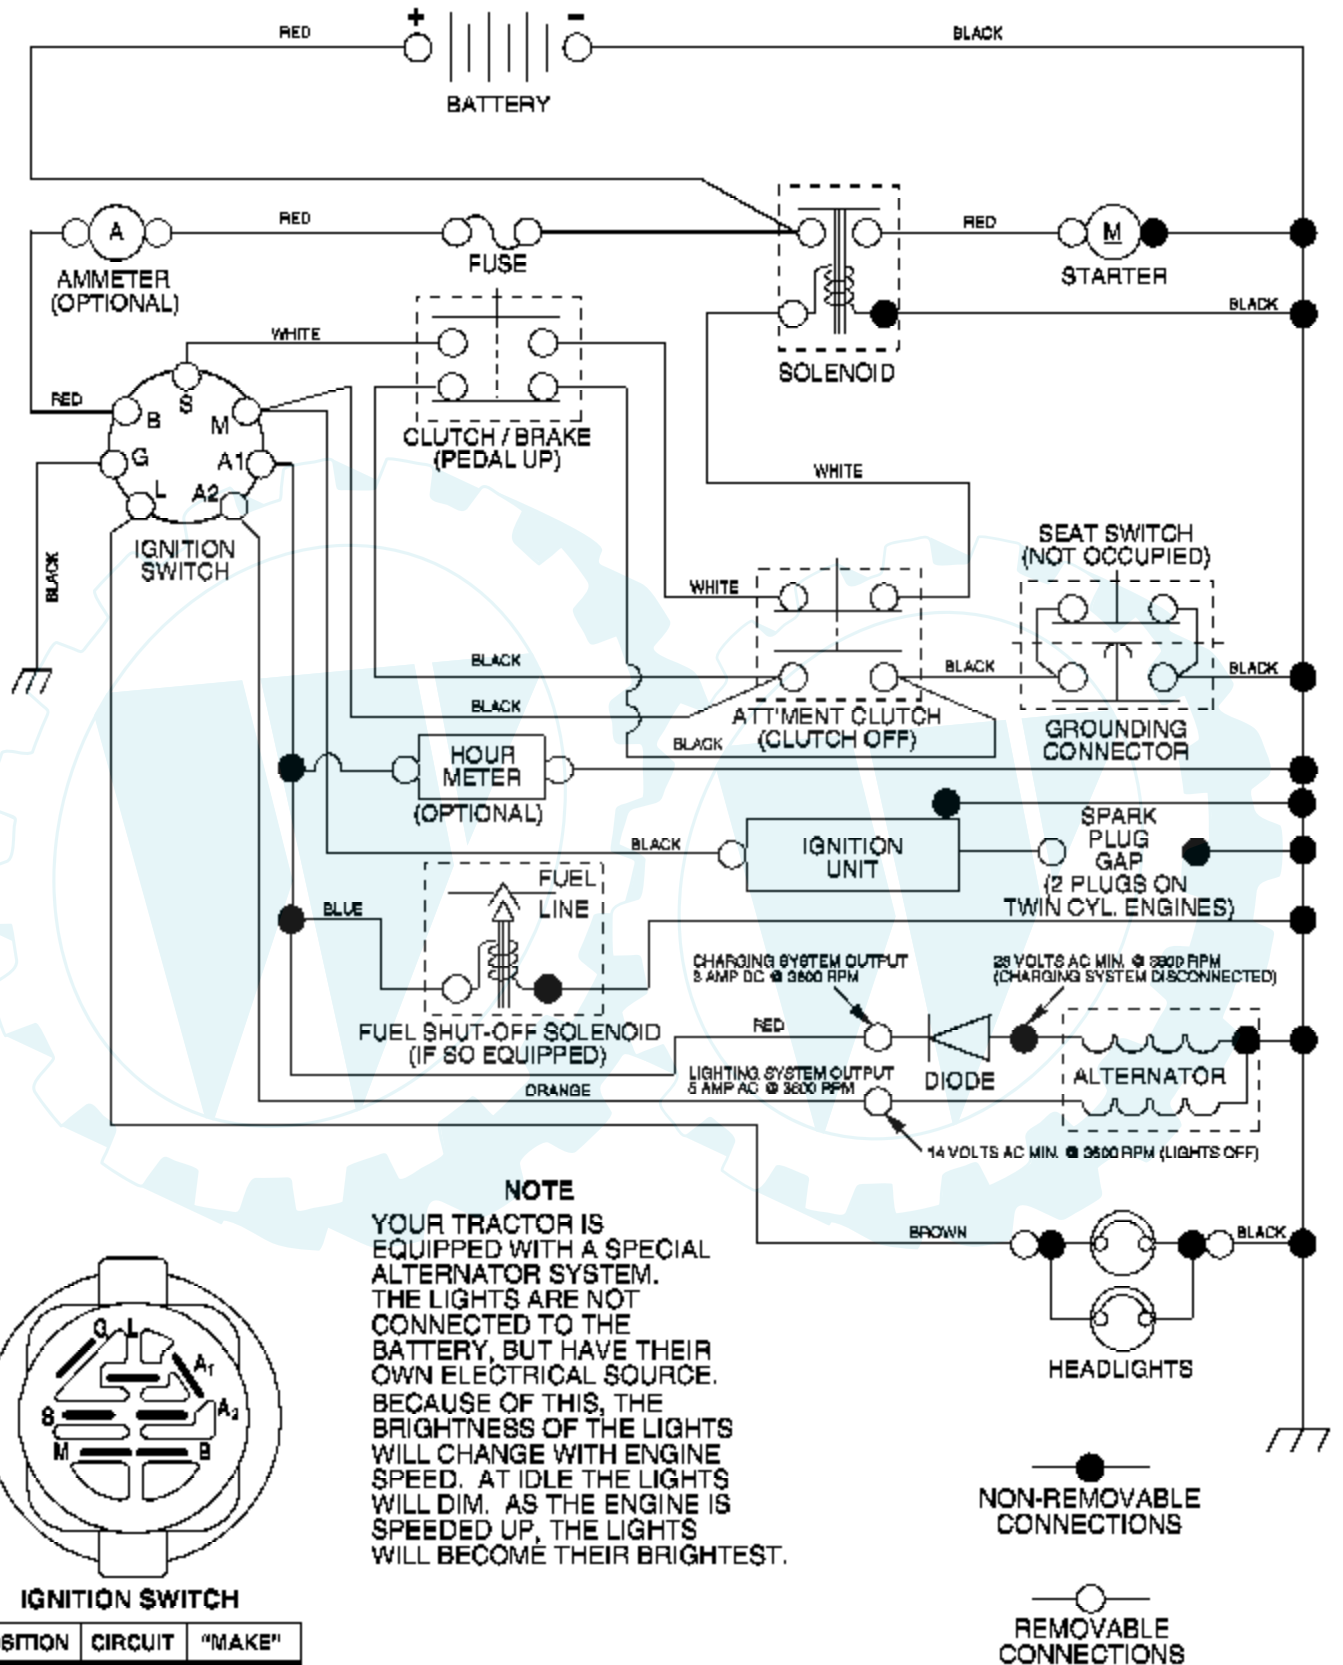 +
-
RED
BLACK
BATTERY
A
RED
FUSE
RED
M
AMMETER
(OPTIONAL)
STARTER
BLACK
WHITE
SOLENOID
RED
B
S
M
CLUTCH / BRAKE
(PEDAL UP)
G
A1
L
A2
WHITE
IGNITION
SWITCH
BLACK
SEAT SWITCH
(NOT OCCUPIED)
WHITE
BLACK
BLACK
BLACK
BLACK
ATT'MENT CLUTCH
(CLUTCH OFF)
BLACK
GROUNDING
CONNECTOR
HOUR
METER
(OPTIONAL)
BLACK
IGNITION
UNIT
SPARK
PLUG
GAP
(2 PLUGS ON
TWIN CYL. ENGINES)
FUEL
LINE
BLUE
CHARGING SYSTEM OUTPUT
3 AMP DC @ 3600 RPM
28 VOLTS AC MIN. @ 3600 RPM
(CHARGING SYSTEM DISCONNECTED)
FUEL SHUT-OFF SOLENOID
(IF SO EQUIPPED)
RED
LIGHTING SYSTEM OUTPUT
5 AMP AC @ 3600 RPM
DIODE
ALTERNATOR
ORANGE
14 VOLTS AC MIN. @ 3600 RPM (LIGHTS OFF)
NOTE
YOUR TRACTOR IS
EQUIPPED WITH A SPECIAL
ALTERNATOR SYSTEM.
THE LIGHTS ARE NOT
CONNECTED TO THE
BATTERY, BUT HAVE THEIR
OWN ELECTRICAL SOURCE.
BECAUSE OF THIS, THE
BRIGHTNESS OF THE LIGHTS
WILL CHANGE WITH ENGINE
SPEED. AT IDLE THE LIGHTS
WILL DIM. AS THE ENGINE IS
SPEEDED UP, THE LIGHTS
WILL BECOME THEIR BRIGHTEST.
BROWN
BLACK
HEADLIGHTS
G L
A1
S
A2
M
B
IGNITION SWITCH
SITION CIRCUIT "MAKE"
NON-REMOVABLE
CONNECTIONS
REMOVABLE
CONNECTIONS